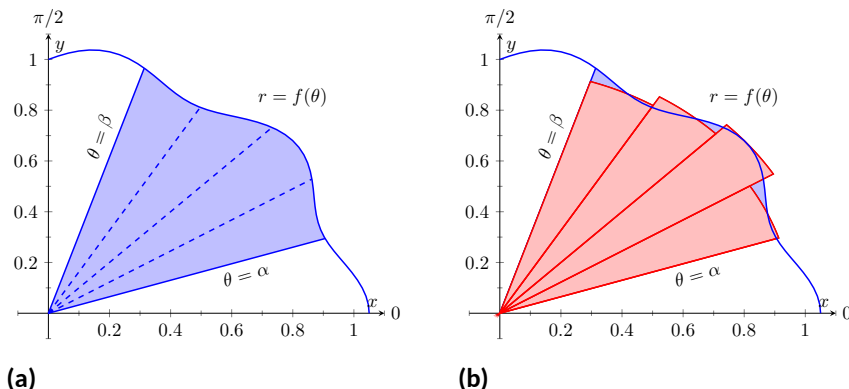 π/2
y
1
r = f(θ)
0.8
θ = β
0.6
0.4
0.2
θ = α
x
0
0.2 0.4 0.6 0.8 1
(a)
π/2
y
1
r = f(θ)
0.8
θ = β
0.6
0.4
0.2
θ = α
x
0
0.2 0.4 0.6 0.8 1
(b)